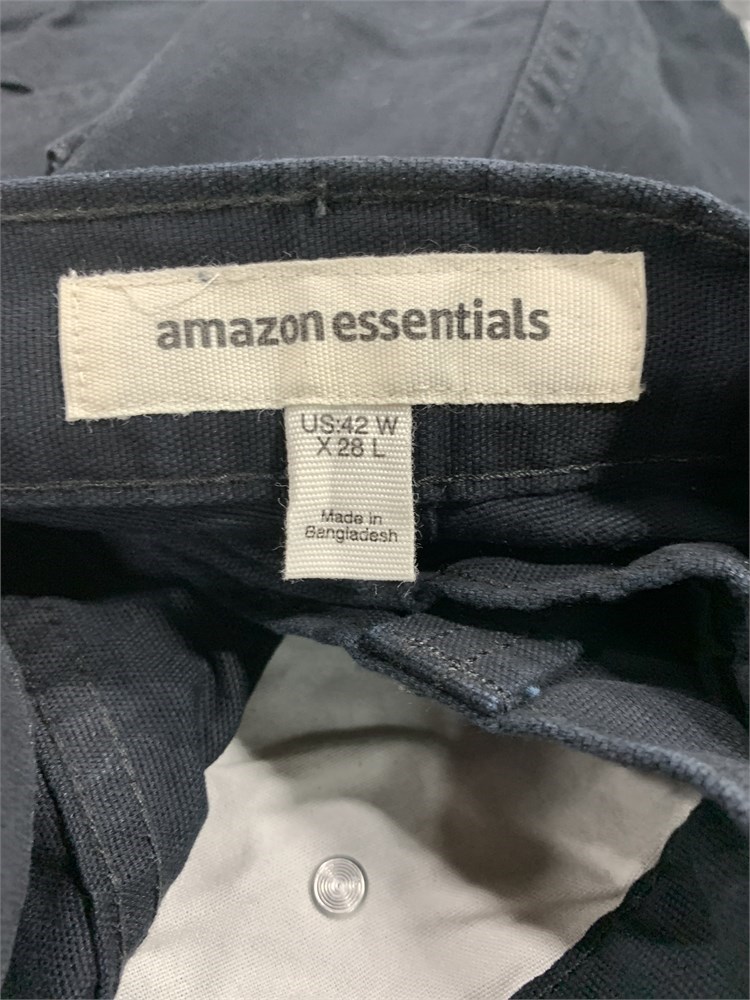 amazon essentials
US:42 W
X 28 L
Made in
Bangladesh